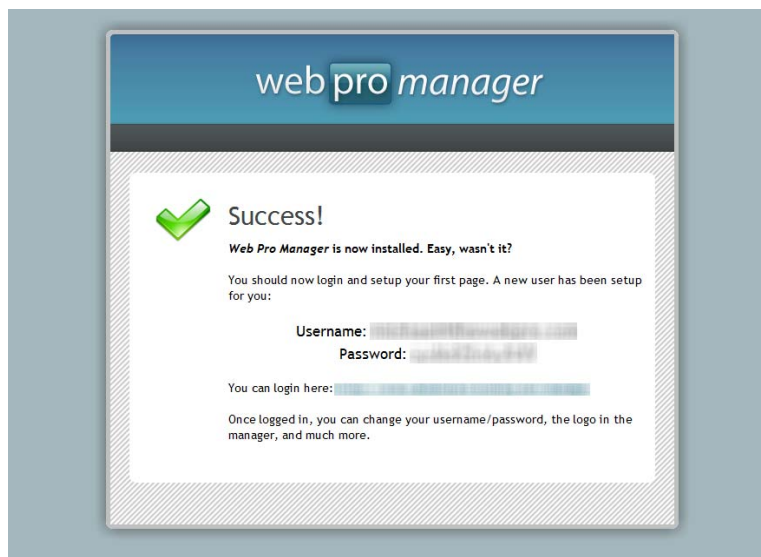 web pro manager
Success!
Web Pro Manager is now installed. Easy, wasn't it?
You should now login and setup your first page. A new user has been setup
for you:
Username:
Password:
You can login here:
Once logged in, you can change your username/password, the logo in the
manager, and much more.